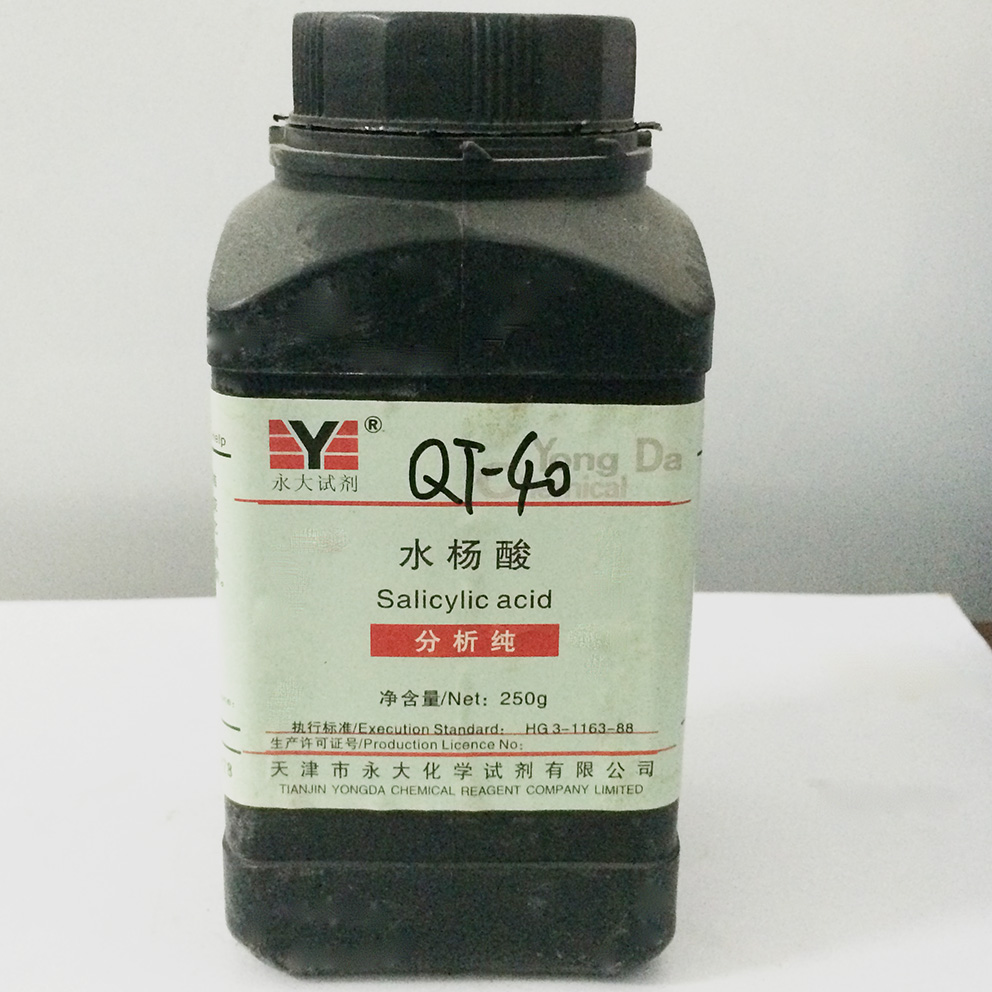 Y®
永大试剂
QT-40
Yong Da
水杨酸
Salicylic acid
分析纯
净含量/Net: 250g
执行标准/Execution Standard: HG 3-1163-88
生产许可证号/Production Licence No:
天津市永大化学试剂有限公司
TIANJIN YONGDA CHEMICAL REAGENT COMPANY LIMITED